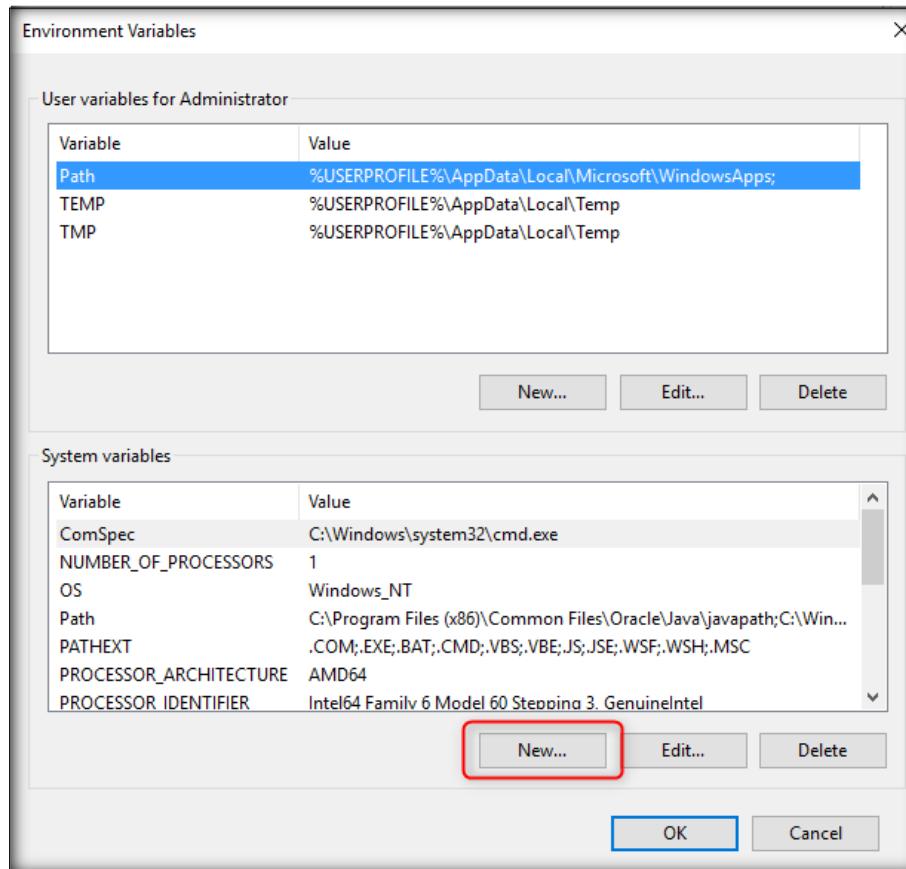 Environment Variables
User variables for Administrator
Variable Value
Path %USERPROFILE%\AppData\Local\Microsoft\WindowsApps;
TEMP %USERPROFILE%\AppData\Local\Temp
TMP %USERPROFILE%\AppData\Local\Temp
New... Edit... Delete
System variables
Variable Value
ComSpec C:\Windows\system32\cmd.exe
NUMBER_OF_PROCESSORS 1
OS Windows_NT
Path C:\Program Files (x86)\Common Files\Oracle\Java\javapath;C:\Win...
PATHEXT .COM;.EXE;.BAT;.CMD;.VBS;.VBE;.JS;.JSE;.WSF;.WSH;.MSC
PROCESSOR_ARCHITECTURE AMD64
PROCESSOR_IDENTIFIER Intel64 Family 6 Model 60 Stepping 3, GenuineIntel
New... Edit... Delete
OK Cancel